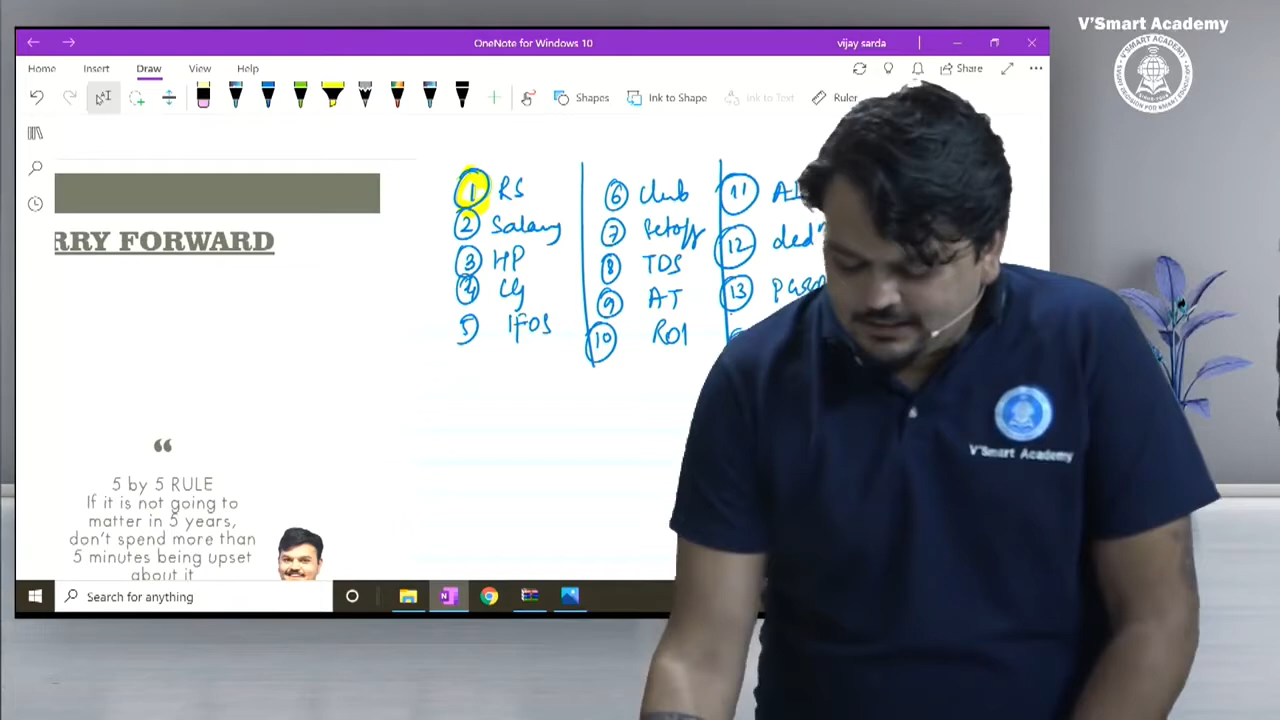 V'Smart Academy
OneNote for Windows 10
vijay sarda
Home Insert Draw View Help
Share
Shapes Ink to Shape Ink to Text Ruler
RRY FORWARD
1 RS
2 Salary
3 HP
4 CG
5 IFOS
6 Club
7 Setoff
8 TDS
9 AT
10 ROI
11
12 ded
13
“
5 by 5 RULE
If it is not going to
matter in 5 years,
don't spend more than
5 minutes being upset
about it
Search for anything
V'Smart Academy